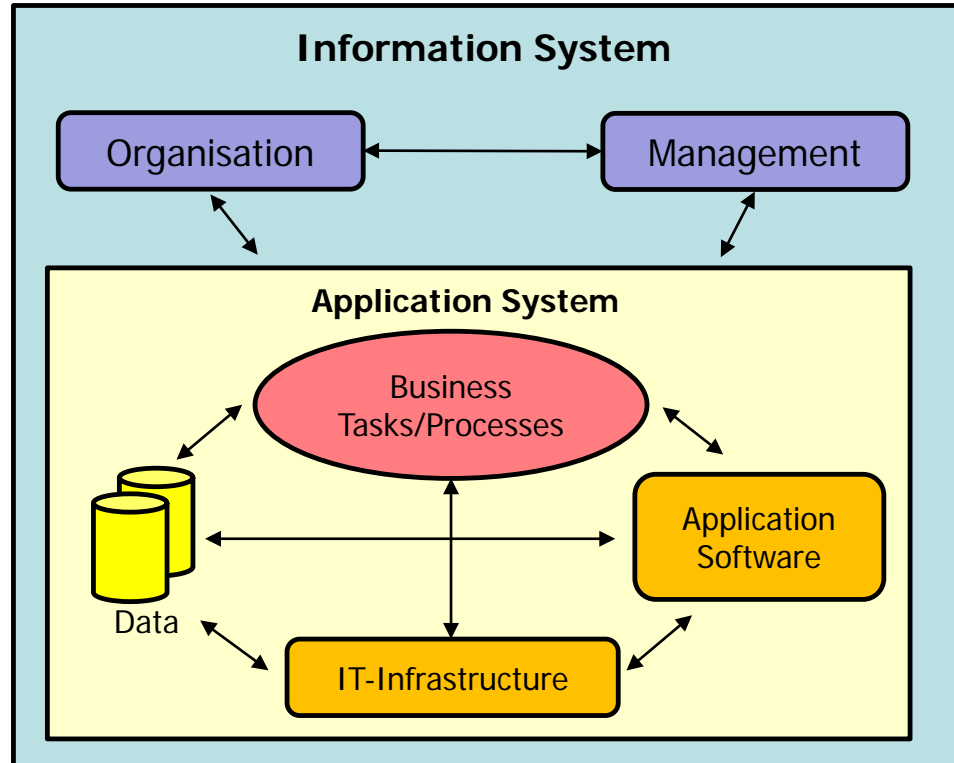 Information System
Organisation
Management
Application System
Business
Tasks/Processes
Application
Software
Data
IT-Infrastructure